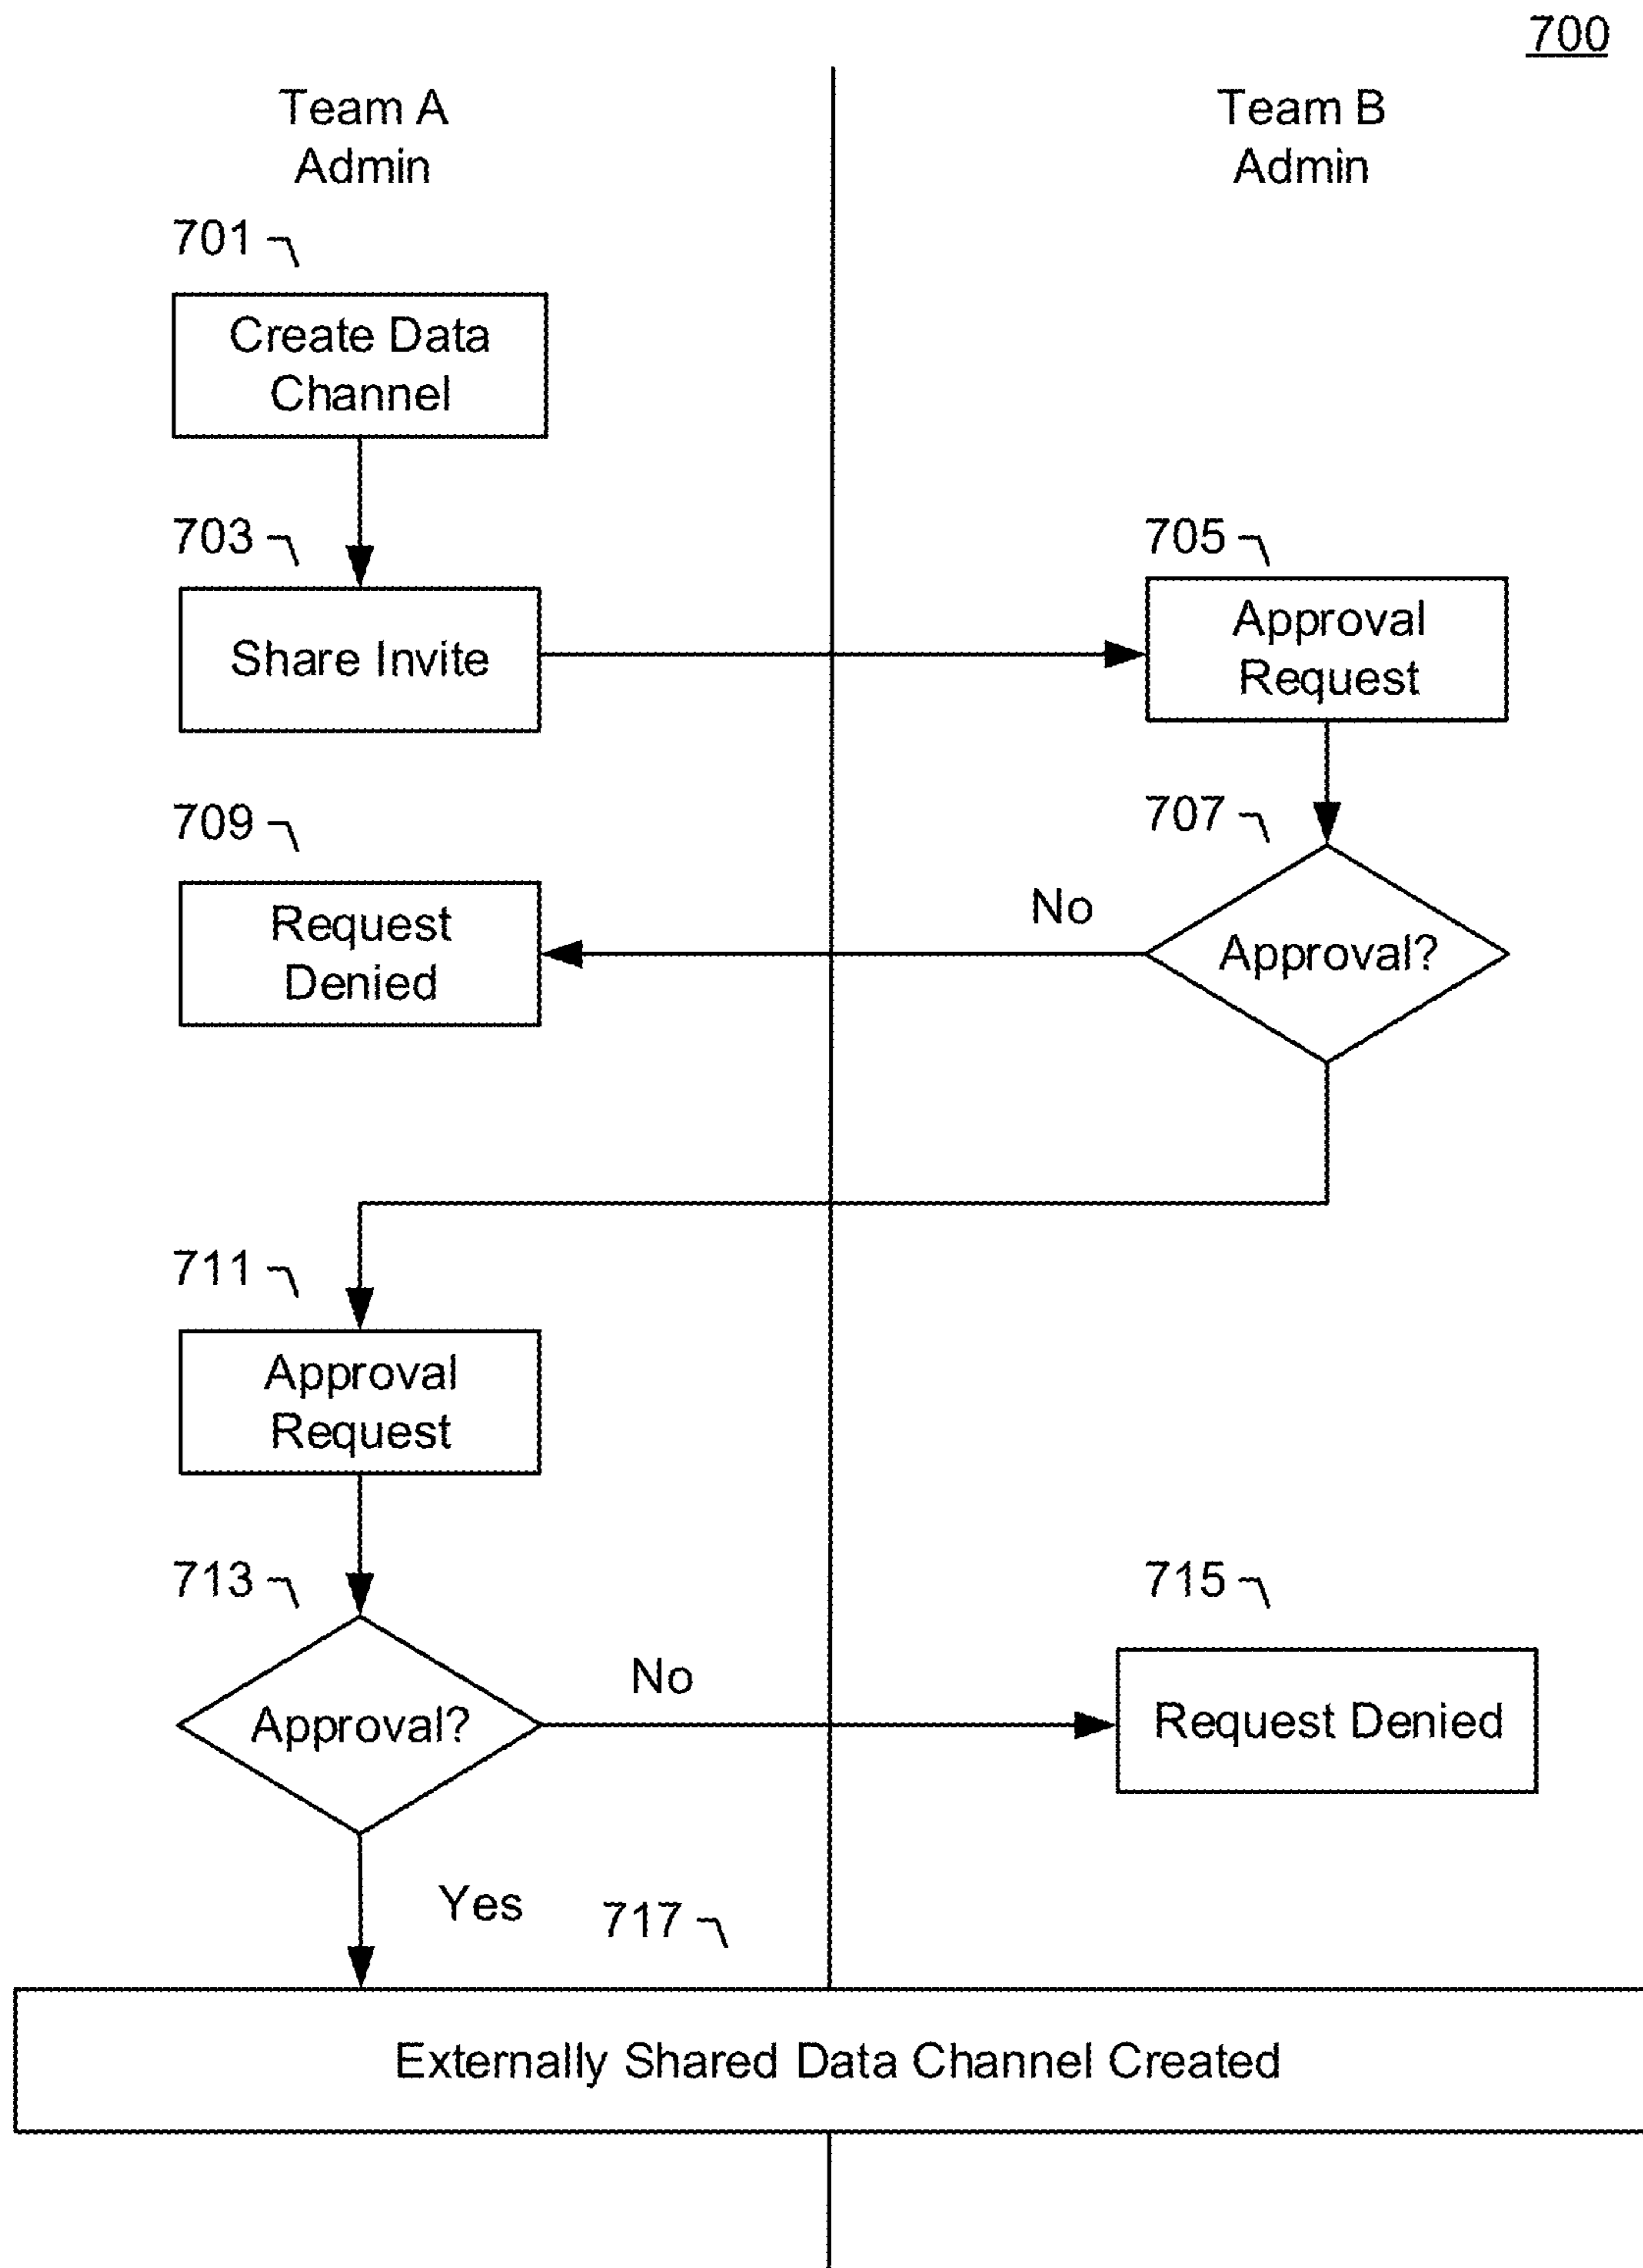 700
Team A
Admin
Team B
Admin
701
Create Data
Channel
703
Share Invite
705
Approval
Request
707
Approval?
No
709
Request
Denied
711
Approval
Request
713
Approval?
No
715
Request Denied
Yes
717
Externally Shared Data Channel Created